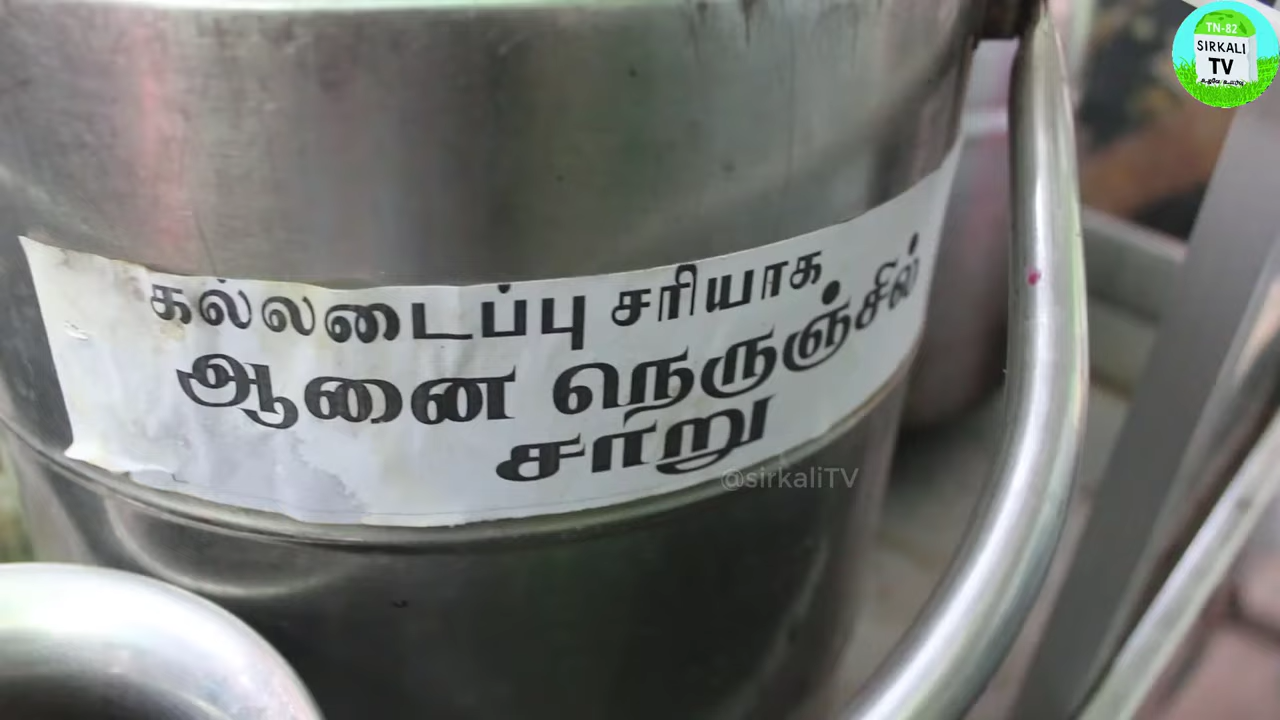 TN-82
SIRKALI
TV
கல்லடைப்பு சரியாக
ஆனை நெருஞ்சில்
சாறு
@sirkaliTV